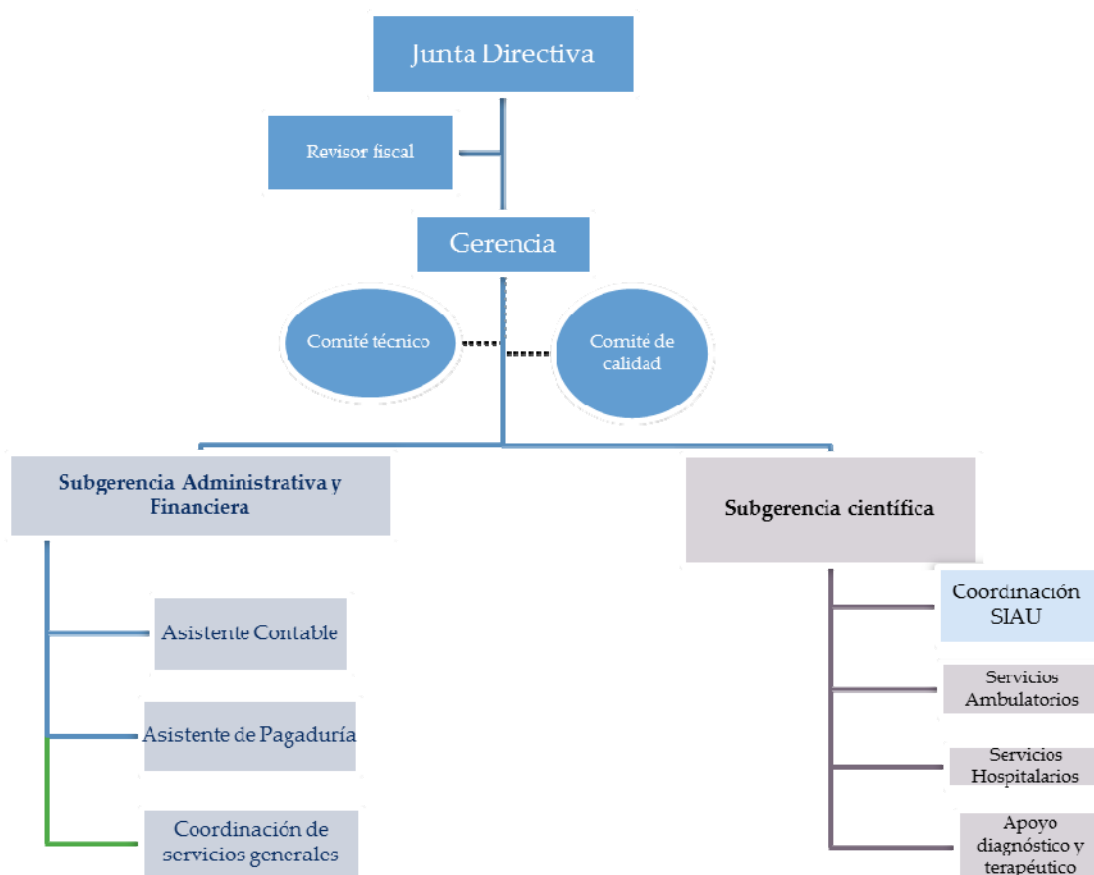 Junta Directiva
Revisor fiscal
Gerencia
Comité técnico
Comité de
calidad
Subgerencia Administrativa y
Financiera
Subgerencia científica
Asistente Contable
Asistente de Pagaduría
Coordinación de
servicios generales
Coordinación
SIAU
Servicios
Ambulatorios
Servicios
Hospitalarios
Apoyo
diagnóstico y
terapéutico